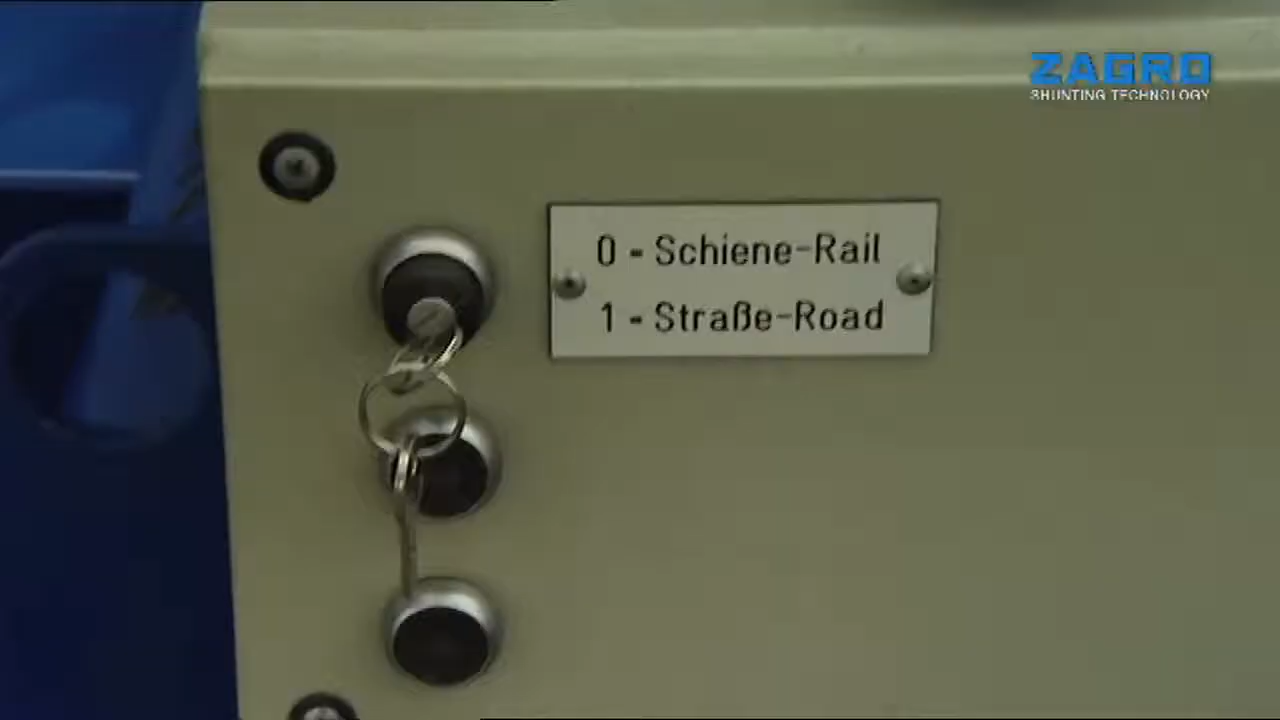 ZAGRO
SHUNTING TECHNOLOGY
0 - Schiene-Rail
1 - Straße-Road